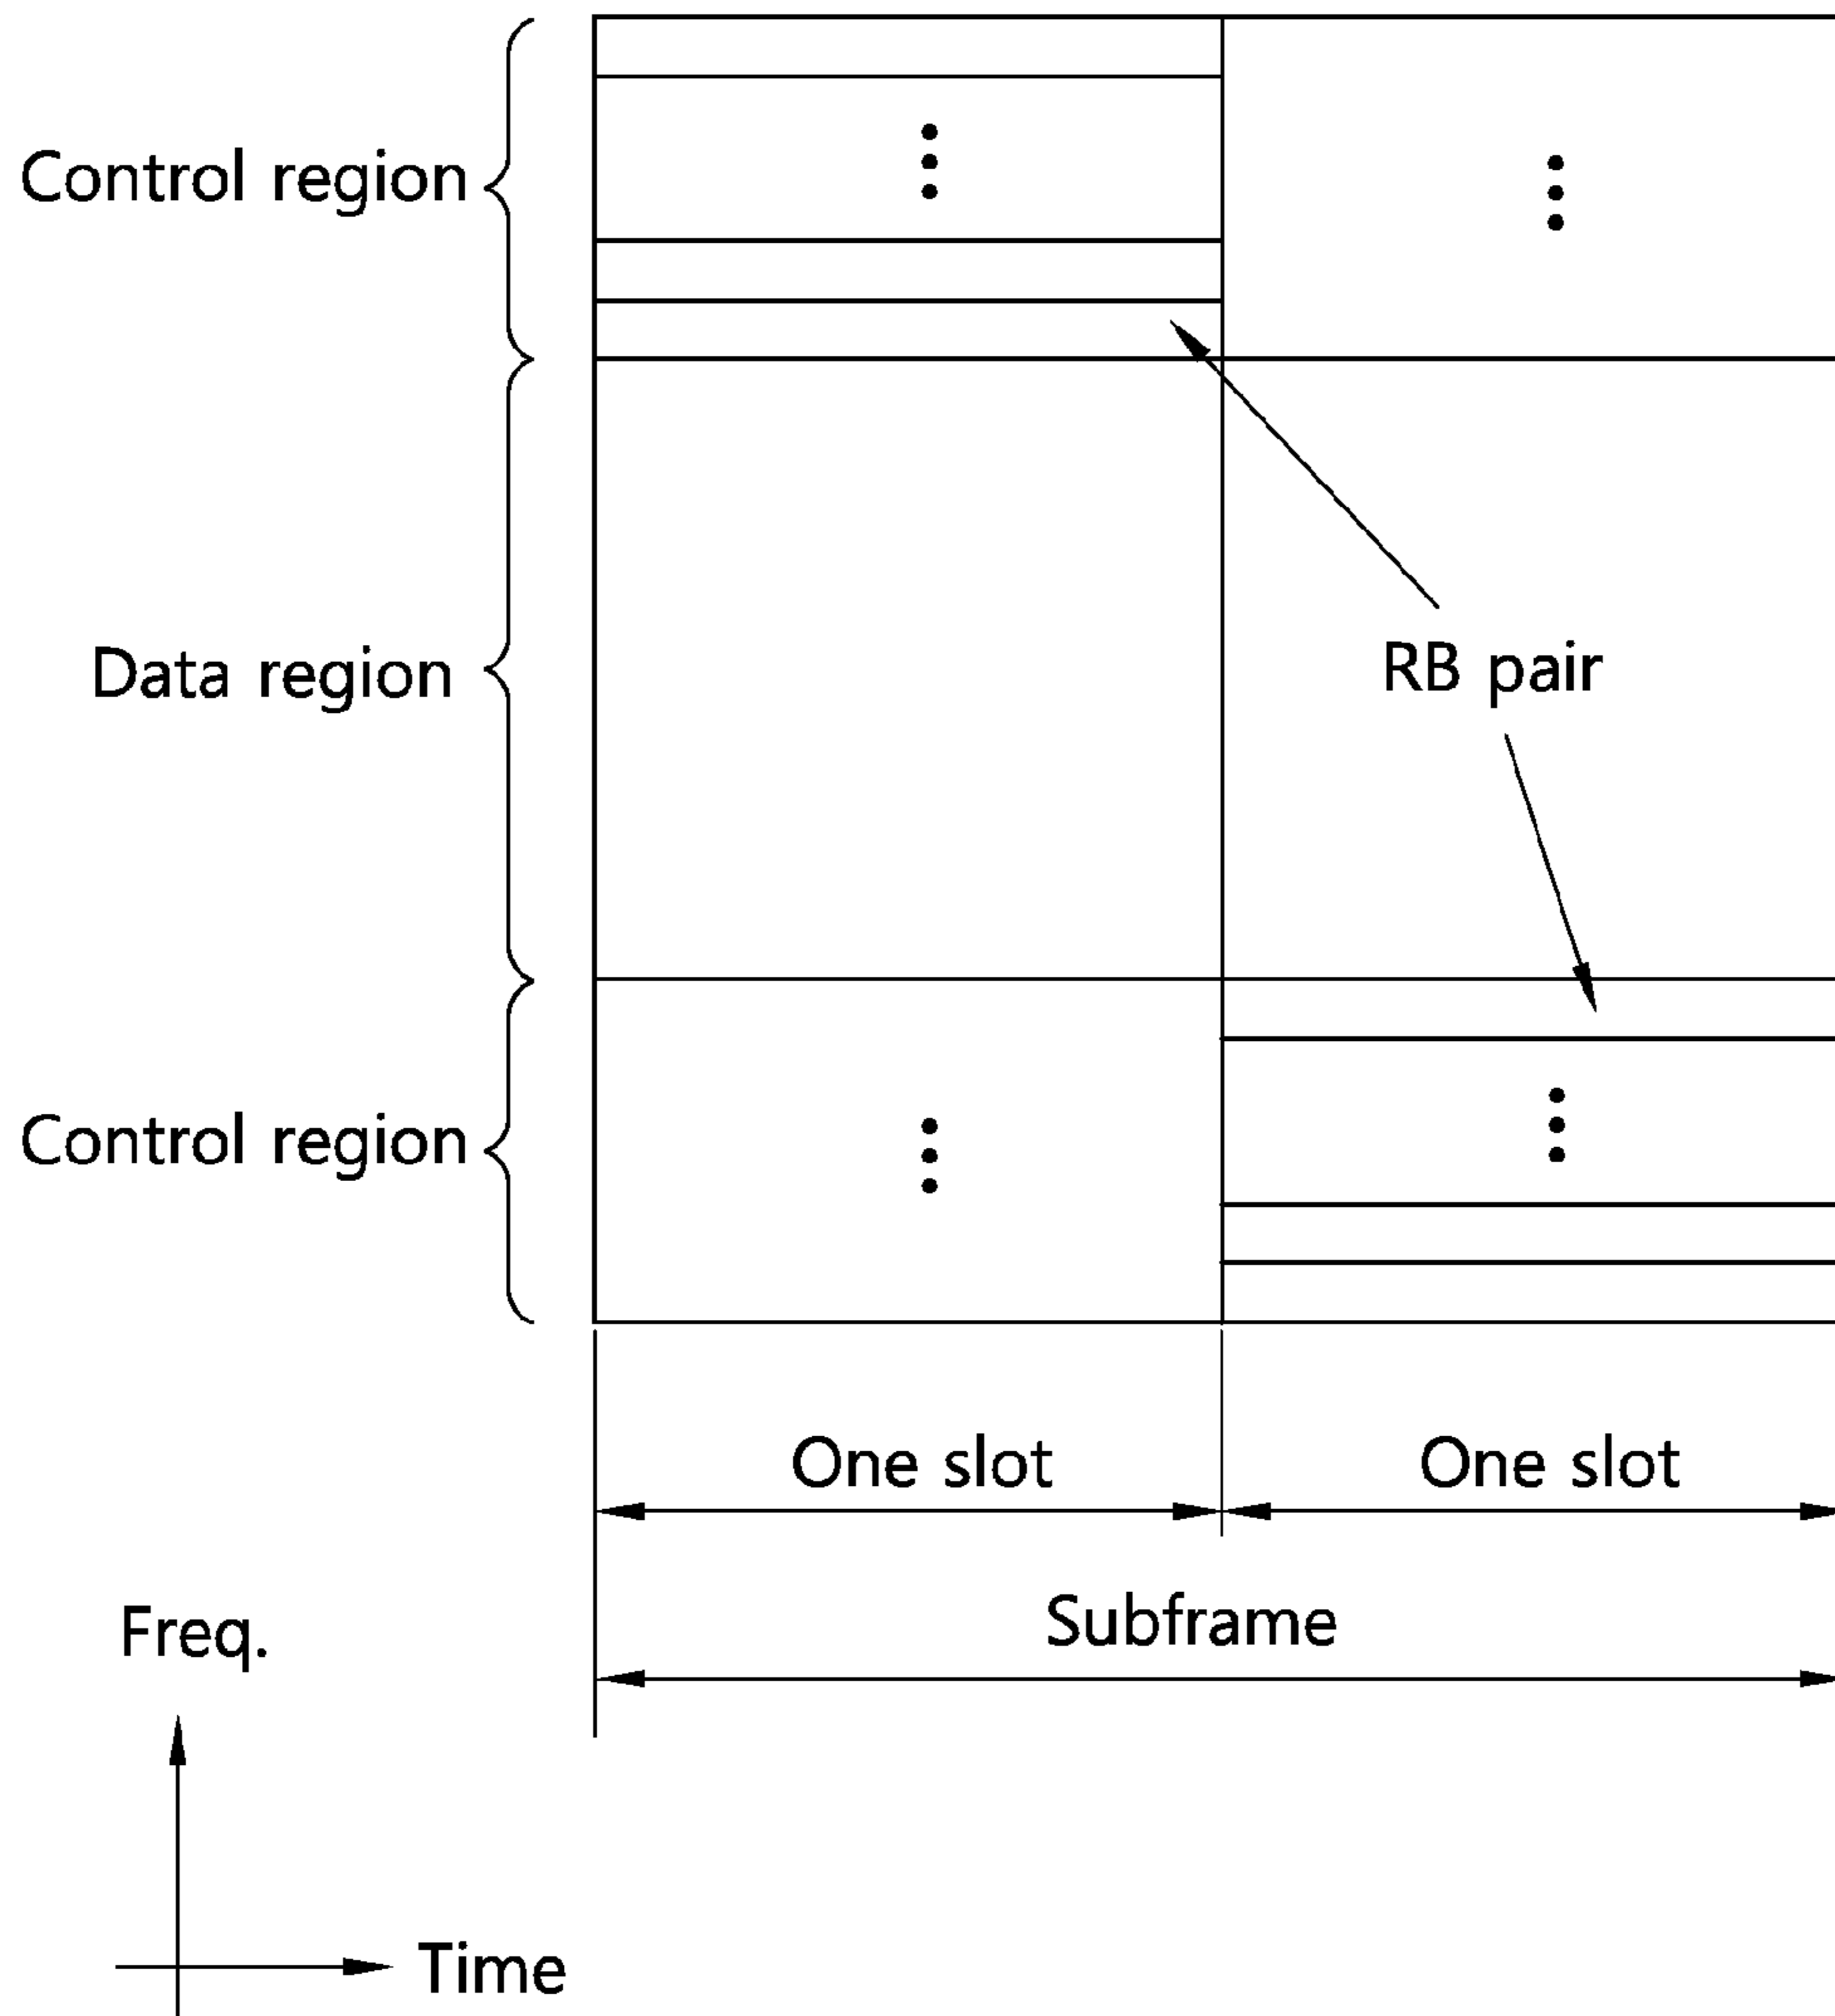 Control region
Data region
RB pair
Control region
One slot
One slot
Subframe
Freq.
Time